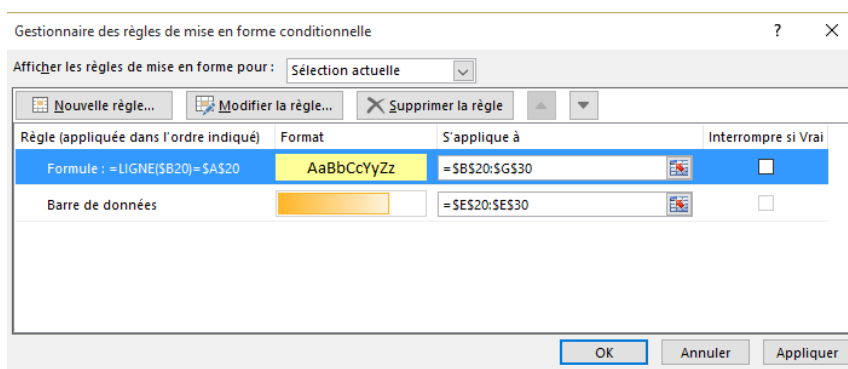 Gestionnaire des règles de mise en forme conditionnelle ? ×
Afficher les règles de mise en forme pour : Sélection actuelle
Nouvelle règle... Modifier la règle... Supprimer la règle
Règle (appliquée dans l'ordre indiqué) Format S'applique à Interrompre si Vrai
Formule : =LIGNE($B20)=$A$20 AaBbCcYyZz =$B$20:$G$30
Barre de données =$E$20:$E$30
OK Annuler Appliquer